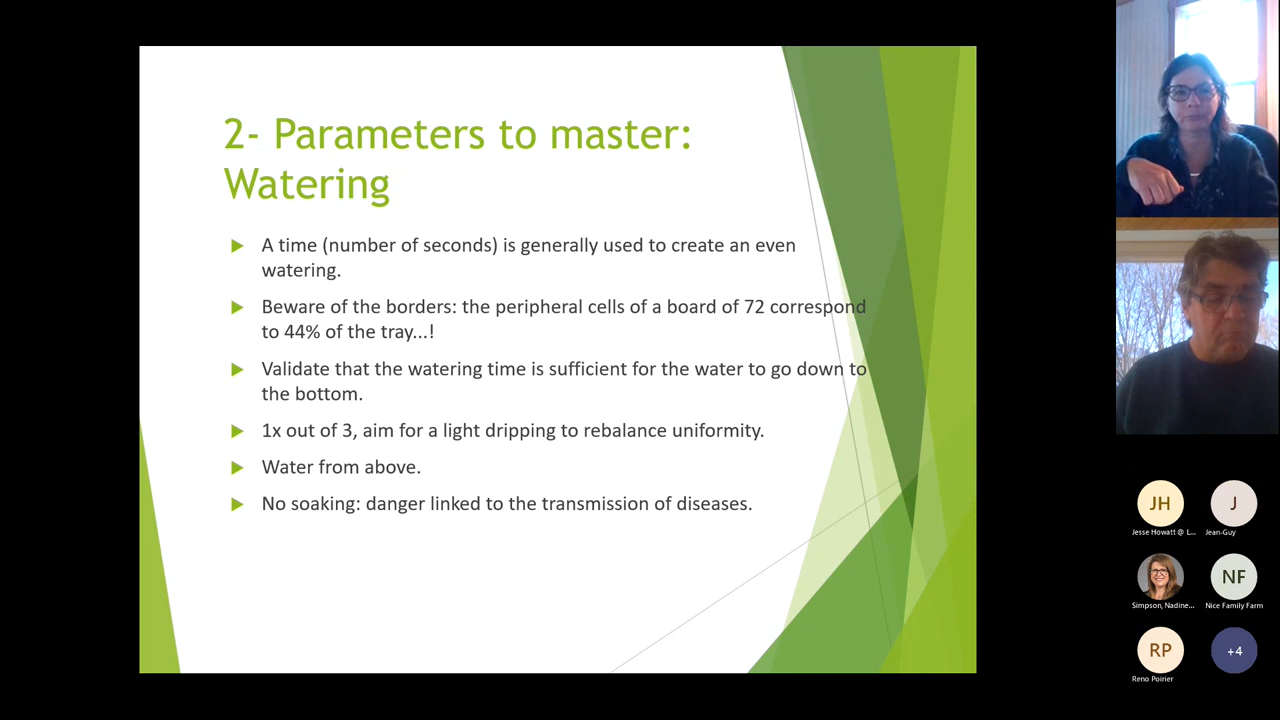 2- Parameters to master:
Watering
A time (number of seconds) is generally used to create an even
watering.
Beware of the borders: the peripheral cells of a board of 72 correspond
to 44% of the tray...!
Validate that the watering time is sufficient for the water to go down to
the bottom.
1x out of 3, aim for a light dripping to rebalance uniformity.
Water from above.
No soaking: danger linked to the transmission of diseases.
JH
J
Jesse Howatt @ L...
Jean-Guy
NF
Simpson, Nadine...
Nice Family Farm
RP
+4
Reno Poirier